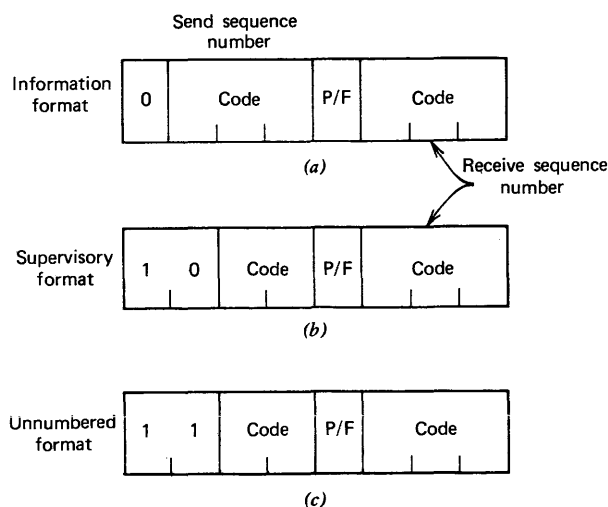 Send sequence
number
Information
format
0 Code P/F Code
(a)
Receive sequence
number
Supervisory
format
1 0 Code P/F Code
(b)
Unnumbered
format
1 1 Code P/F Code
(c)